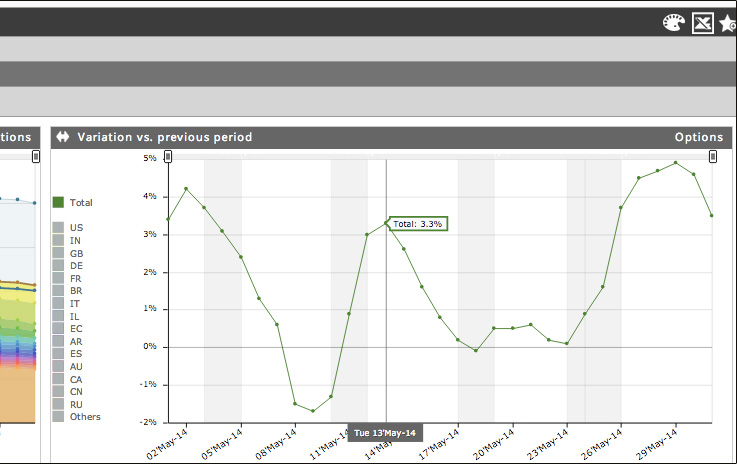 tions
Variation vs. previous period
Options
5%
4%
3%
2%
1%
0%
-1%
-2%
Total
US
IN
GB
DE
FR
BR
IT
IL
EC
AR
ES
AU
CA
CN
RU
Others
Total: 3.3%
Tue 13'May-14
02'May-14
05'May-14
08'May-14
11'May-14
14'May-14
17'May-14
20'May-14
23'May-14
26'May-14
29'May-14